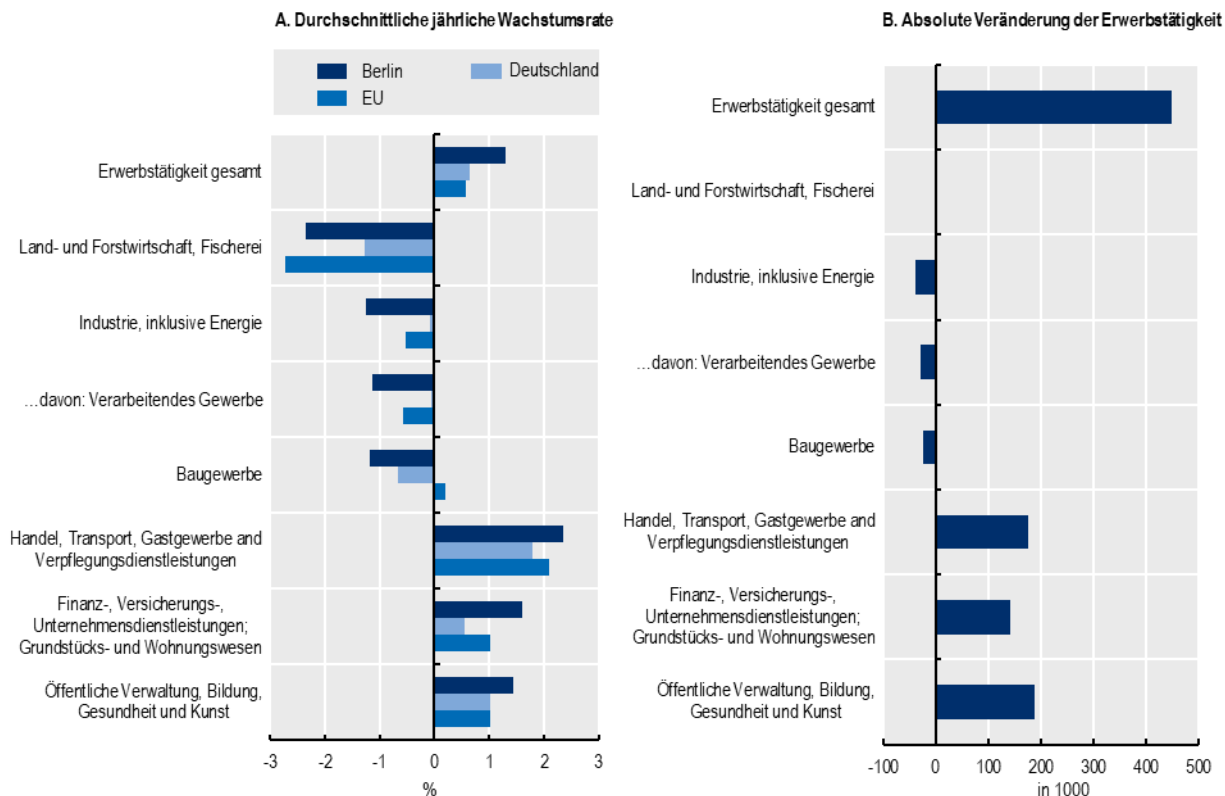 A. Durchschnittliche jährliche Wachstumsrate
Berlin
Deutschland
EU
Erwerbstätigkeit gesamt
Land- und Forstwirtschaft, Fischerei
Industrie, inklusive Energie
…davon: Verarbeitendes Gewerbe
Baugewerbe
Handel, Transport, Gastgewerbe and
Verpflegungsdienstleistungen
Finanz-, Versicherungs-,
Unternehmensdienstleistungen;
Grundstücks- und Wohnungswesen
Öffentliche Verwaltung, Bildung,
Gesundheit und Kunst
-3 -2 -1 0 1 2 3
%
B. Absolute Veränderung der Erwerbstätigkeit
Erwerbstätigkeit gesamt
Land- und Forstwirtschaft, Fischerei
Industrie, inklusive Energie
…davon: Verarbeitendes Gewerbe
Baugewerbe
Handel, Transport, Gastgewerbe and
Verpflegungsdienstleistungen
Finanz-, Versicherungs-,
Unternehmensdienstleistungen;
Grundstücks- und Wohnungswesen
Öffentliche Verwaltung, Bildung,
Gesundheit und Kunst
-100 0 100 200 300 400 500
in 1000